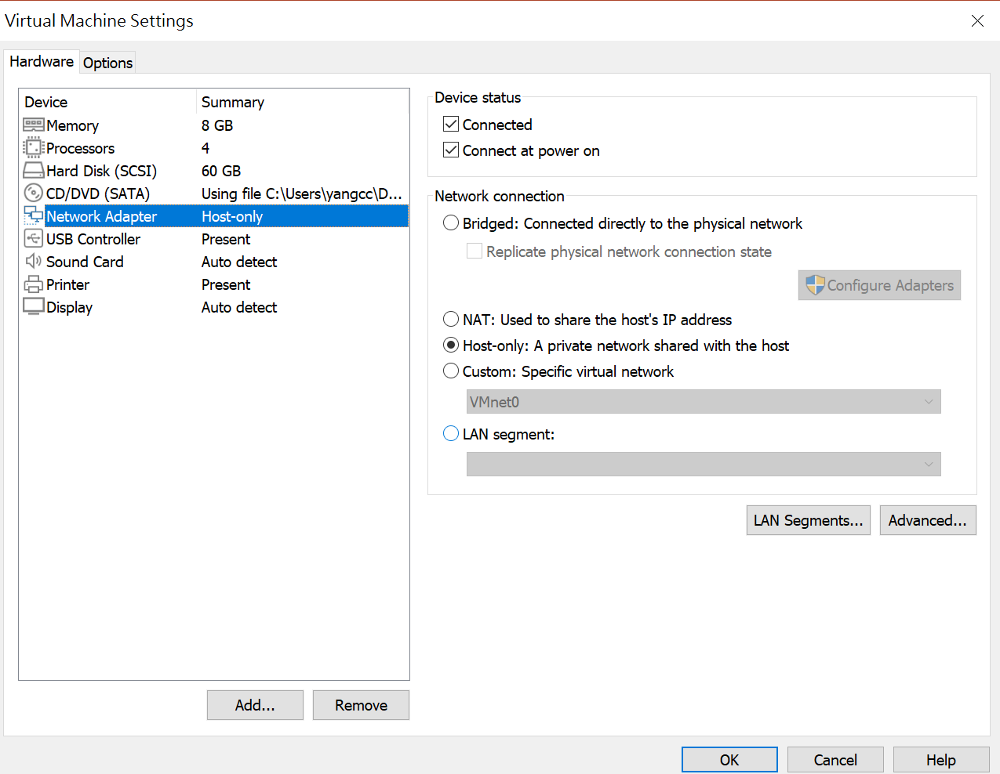 Virtual Machine Settings
Hardware
Options
Device Summary
Memory 8 GB
Processors 4
Hard Disk (SCSI) 60 GB
CD/DVD (SATA) Using file C:\Users\yangcc\D...
Network Adapter Host-only
USB Controller Present
Sound Card Auto detect
Printer Present
Display Auto detect
Add...
Remove
Device status
Connected
Connect at power on
Network connection
Bridged: Connected directly to the physical network
Replicate physical network connection state
Configure Adapters
NAT: Used to share the host's IP address
Host-only: A private network shared with the host
Custom: Specific virtual network
VMnet0
LAN segment:
LAN Segments...
Advanced...
OK
Cancel
Help